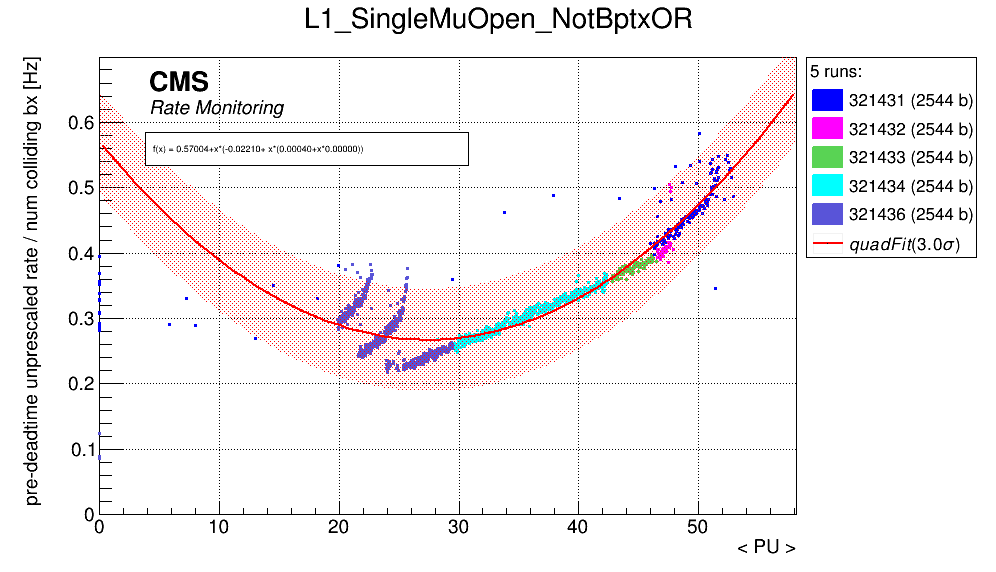 L1_SingleMuOpen_NotBptxOR
pre-deadtime unprescaled rate / num colliding bx [Hz]
CMS
Rate Monitoring
f(x) = 0.57004+x*(-0.02210+ x*(0.00040+x*0.00000))
0.6
0.5
0.4
0.3
0.2
0.1
0
0 10 20 30 40 50
< PU >
5 runs:
321431 (2544 b)
321432 (2544 b)
321433 (2544 b)
321434 (2544 b)
321436 (2544 b)
quadFit(3.0σ)